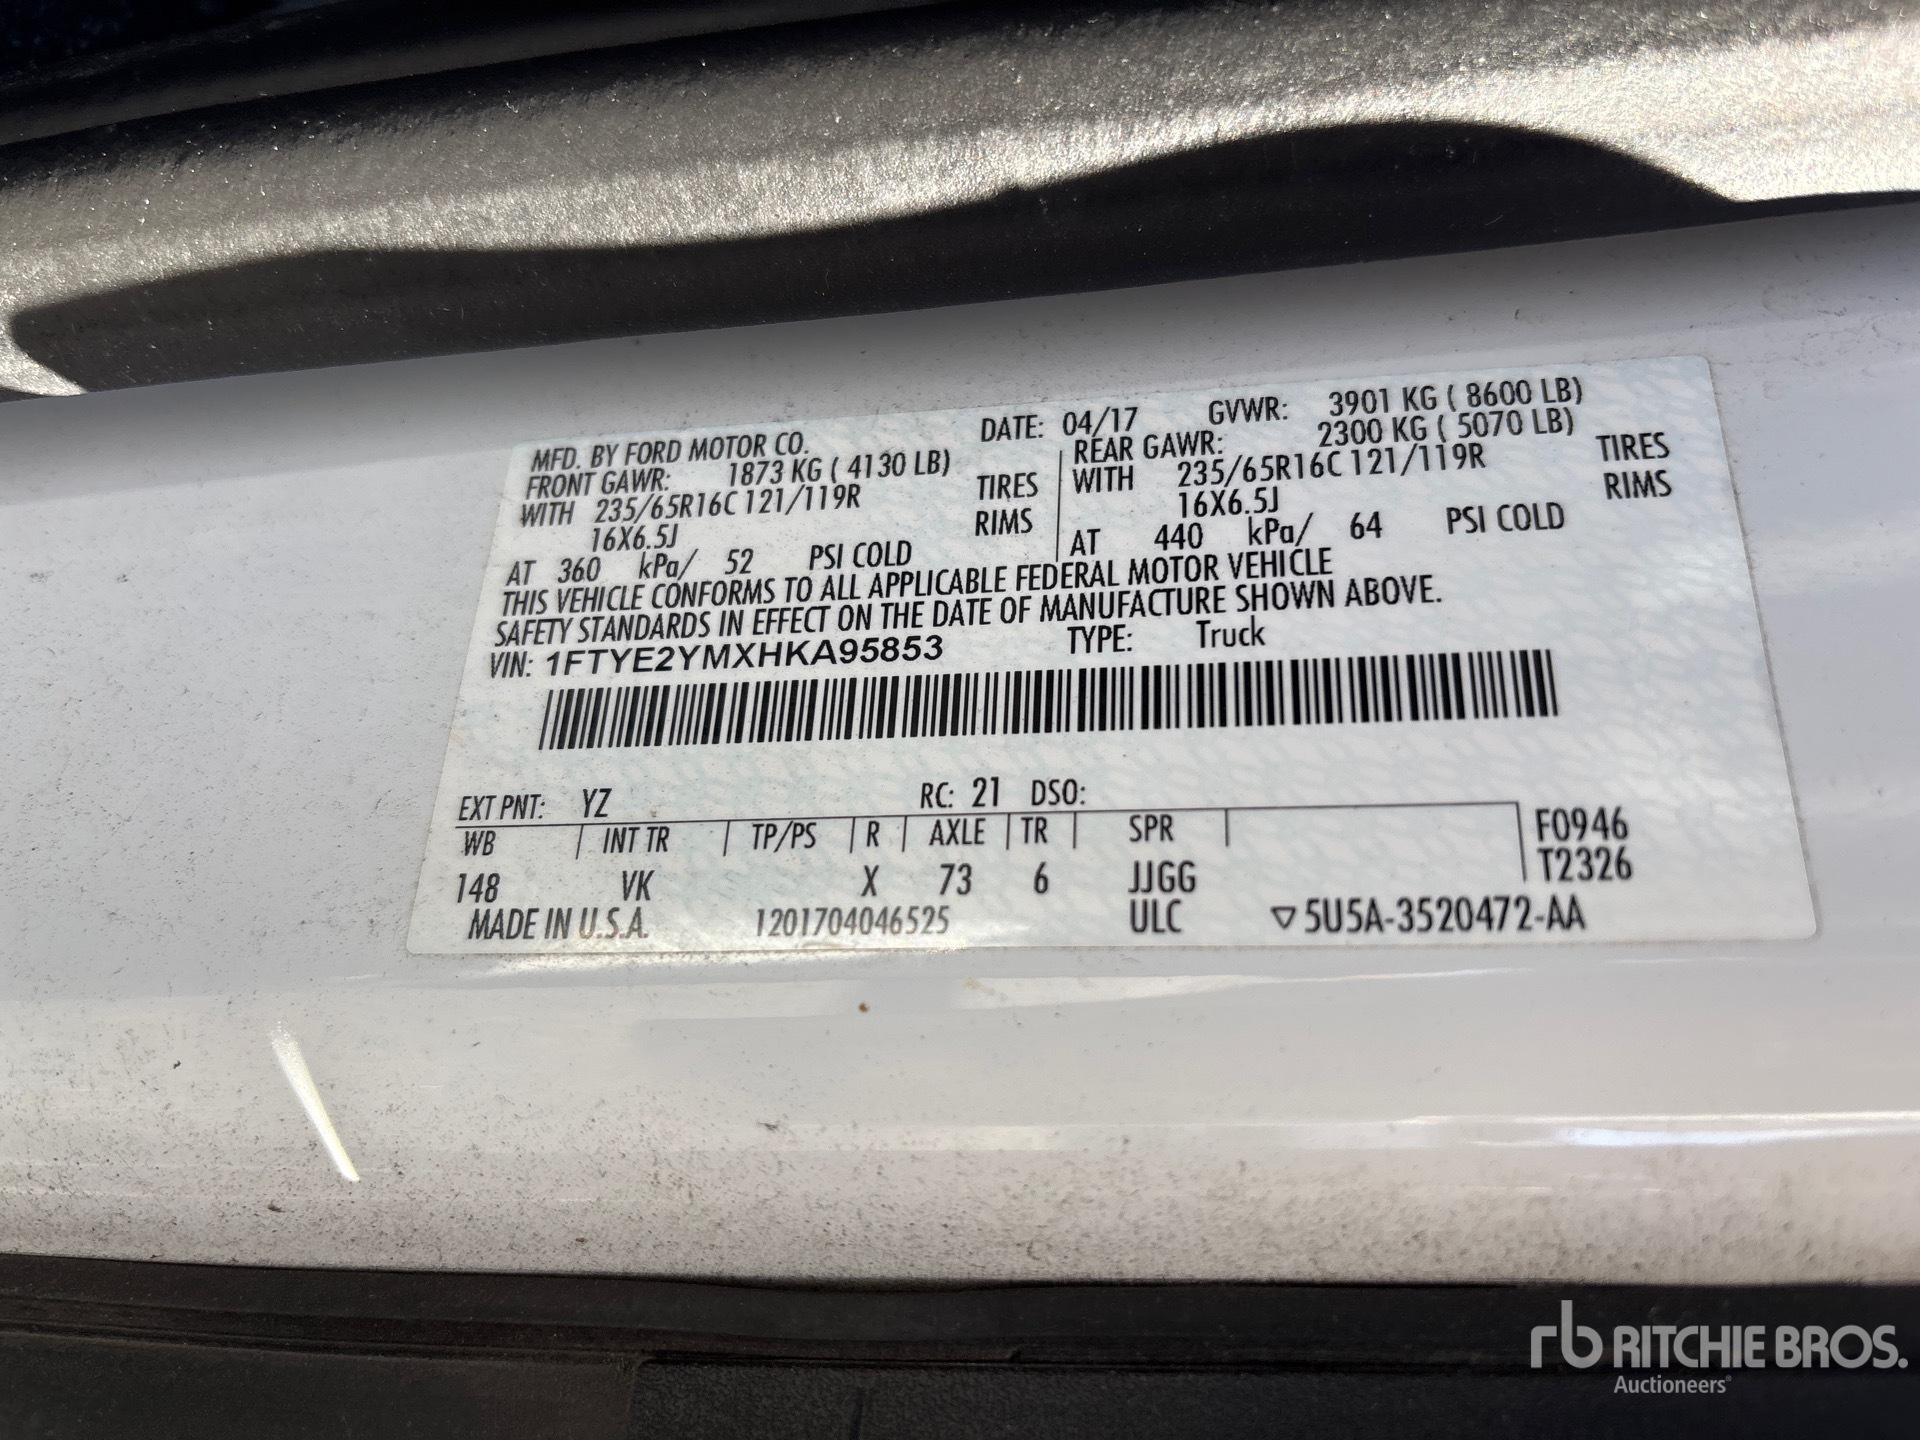 MFD. BY FORD MOTOR CO. DATE: 04/17 GVWR: 3901 KG ( 8600 LB)
FRONT GAWR: 1873 KG ( 4130 LB) REAR GAWR: 2300 KG ( 5070 LB)
WITH 235/65R16C 121/119R TIRES WITH 235/65R16C 121/119R TIRES
16X6.5J RIMS 16X6.5J RIMS
AT 360 kPa/ 52 PSI COLD AT 440 kPa/ 64 PSI COLD
THIS VEHICLE CONFORMS TO ALL APPLICABLE FEDERAL MOTOR VEHICLE
SAFETY STANDARDS IN EFFECT ON THE DATE OF MANUFACTURE SHOWN ABOVE.
VIN: 1FTYE2YMXHKA95853 TYPE: Truck
EXT PNT: YZ RC: 21 DSO:
WB INT TR TP/PS R AXLE TR SPR F0946
148 VK X 73 6 JJGG T2326
MADE IN U.S.A. 1201704046525 ULC ▽5U5A-3520472-AA
rb RITCHIE BROS.
Auctioneers®